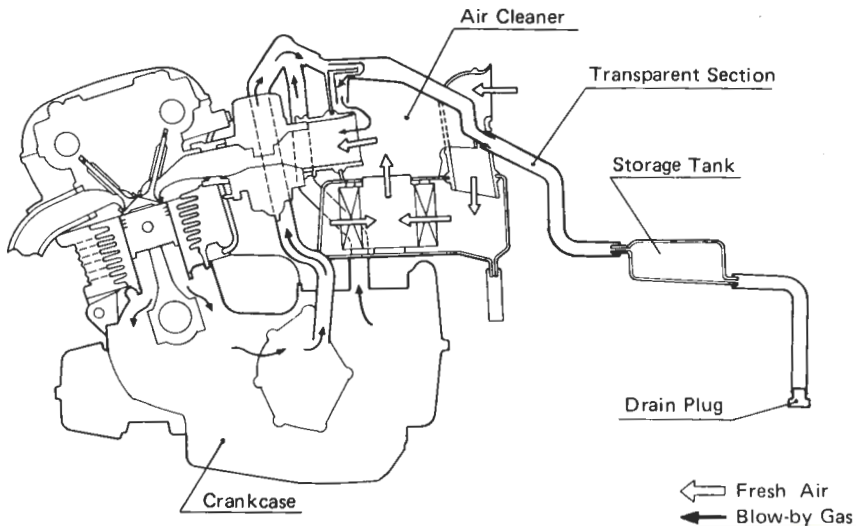 Air Cleaner
Transparent Section
Storage Tank
Drain Plug
Crankcase
Fresh Air
Blow-by Gas